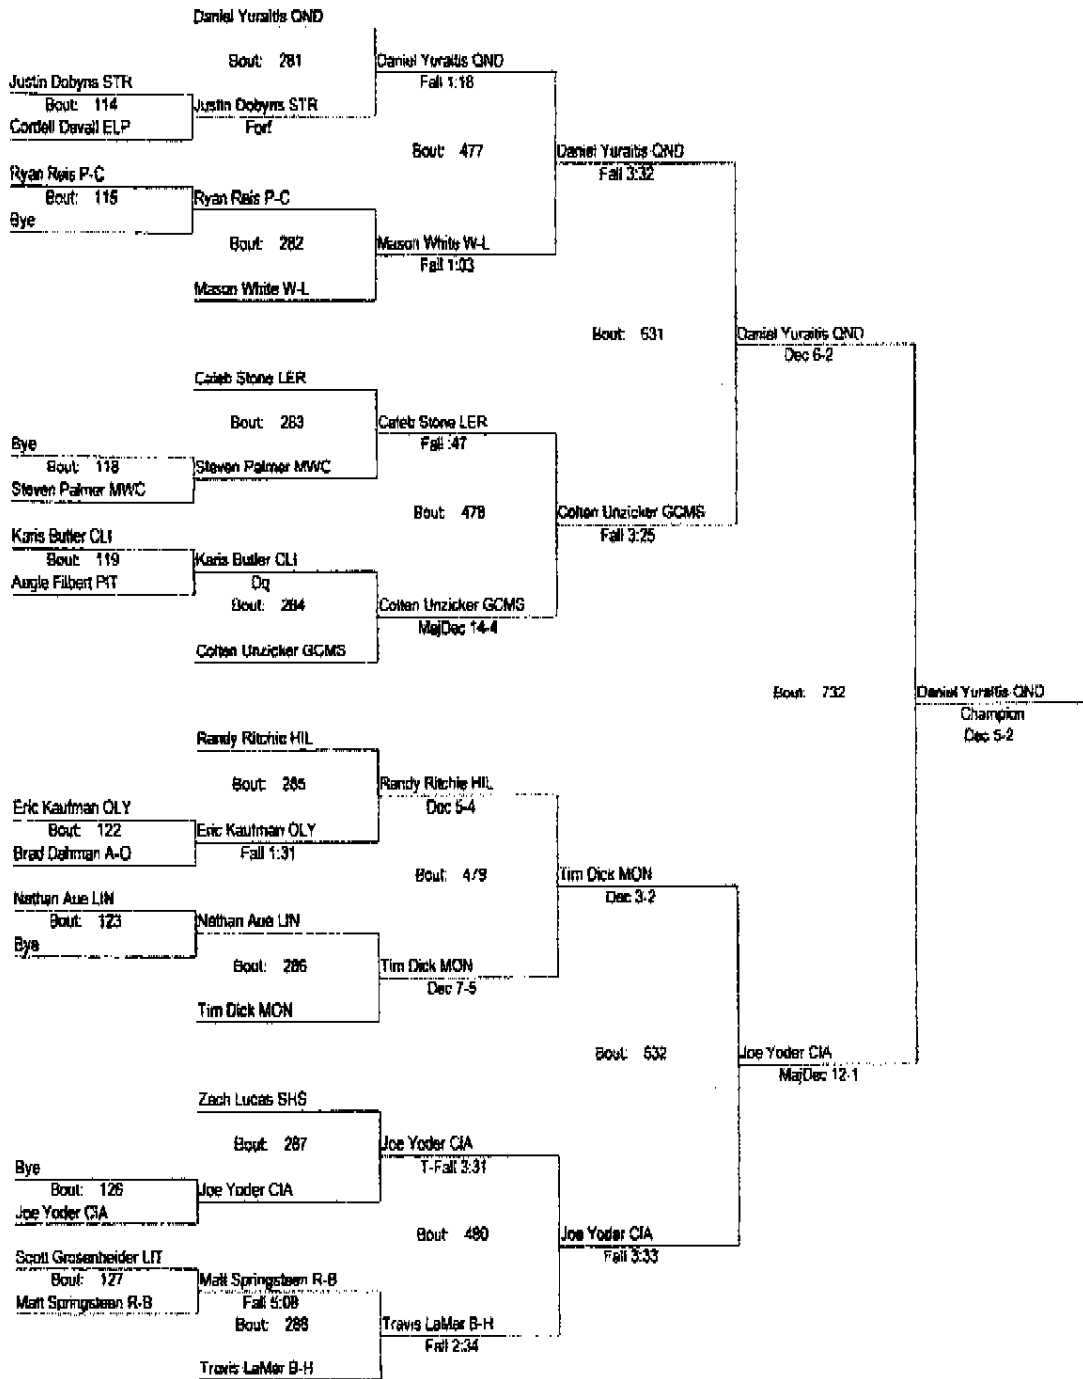 Daniel Yuraitis QND
Bout: 281
Daniel Yuraitis QND
Fall 1:18
Justin Dobyns STR
Bout: 114
Justin Dobyns STR
Cordell Davall ELP
Forf
Bout: 477
Daniel Yuraitis QND
Fall 3:32
Ryan Reis P-C
Bout: 115
Ryan Reis P-C
Bye
Bout: 282
Mason White W-L
Fall 1:03
Mason White W-L
Bout: 531
Daniel Yuraitis QND
Dec 6-2
Caleb Stone LER
Bout: 283
Caleb Stone LER
Fall :47
Bye
Bout: 118
Steven Palmer MWC
Steven Palmer MWC
Bout: 478
Colten Unzicker GCMS
Fall 3:25
Karis Butler CLI
Bout: 119
Karis Butler CLI
Augie Filbert PIT
Dq
Bout: 284
Colten Unzicker GCMS
MajDec 14-4
Colten Unzicker GCMS
Bout: 732
Daniel Yuraitis QND
Champion
Dec 5-2
Randy Ritchie HIL
Bout: 285
Randy Ritchie HIL
Dec 5-4
Eric Kaufman OLY
Bout: 122
Eric Kaufman OLY
Brad Dahman A-O
Fall 1:31
Bout: 479
Tim Dick MON
Dec 3-2
Nathan Aue LIN
Bout: 123
Nathan Aue LIN
Bye
Bout: 286
Tim Dick MON
Dec 7-5
Tim Dick MON
Bout: 532
Joe Yoder CIA
MajDec 12-1
Zach Lucas SHS
Bout: 287
Joe Yoder CIA
T-Fall 3:31
Bye
Bout: 126
Joe Yoder CIA
Joe Yoder CIA
Bout: 480
Joe Yoder CIA
Fall 3:33
Scott Grosenheider LIT
Bout: 127
Matt Springsteen R-B
Matt Springsteen R-B
Fall 5:08
Bout: 288
Travis LaMar B-H
Fall 2:34
Travis LaMar B-H